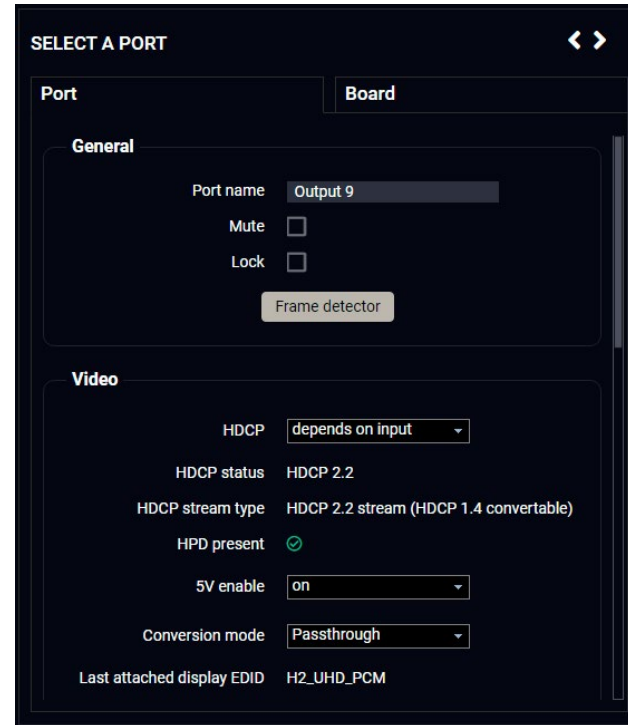 SELECT A PORT
Port Board
General
Port name Output 9
Mute
Lock
Frame detector
Video
HDCP depends on input
HDCP status HDCP 2.2
HDCP stream type HDCP 2.2 stream (HDCP 1.4 convertable)
HPD present
5V enable on
Conversion mode Passthrough
Last attached display EDID H2_UHD_PCM